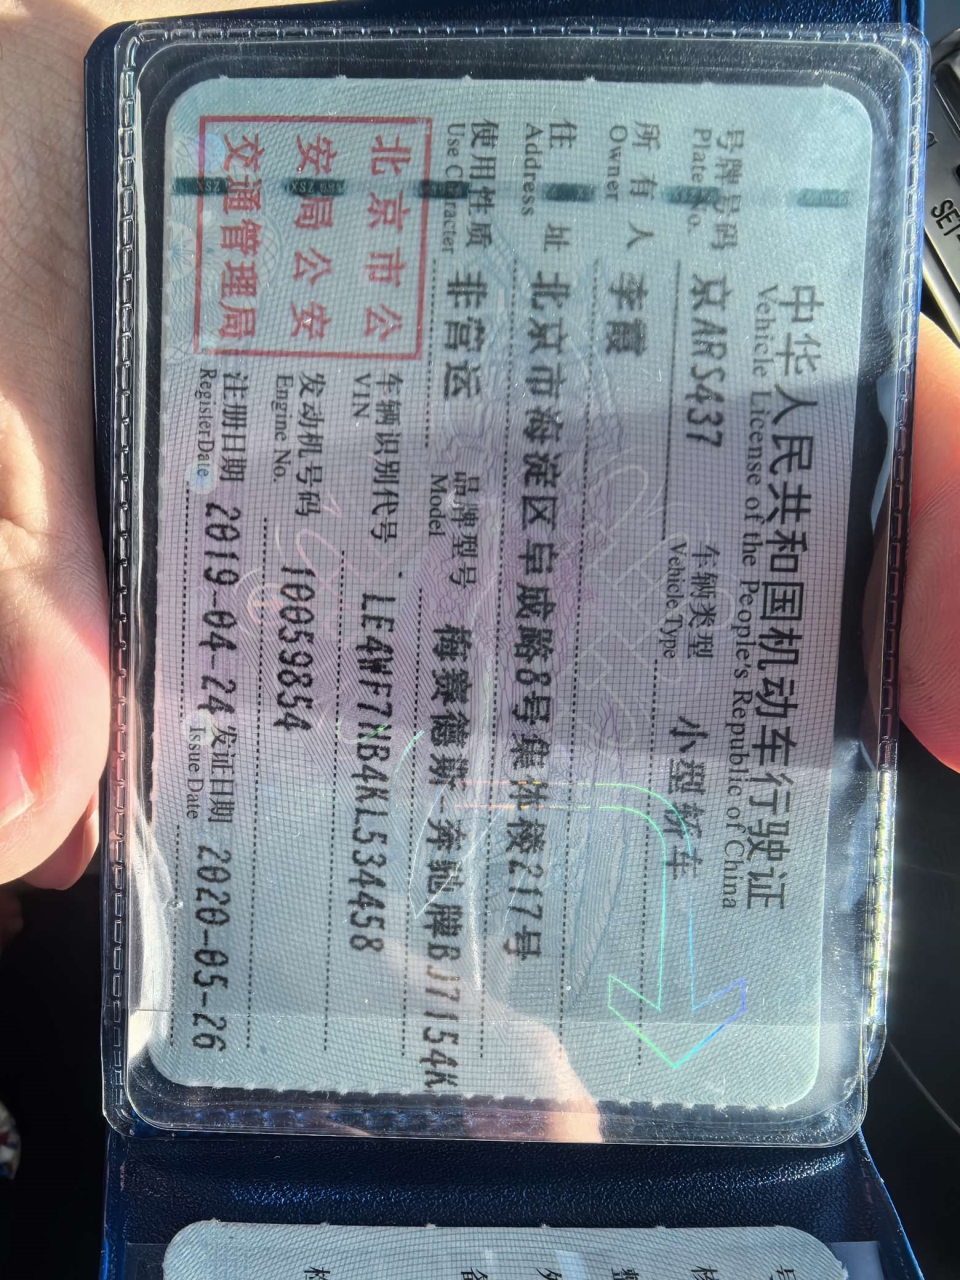 中华人民共和国机动车行驶证
Vehicle License of the People's Republic of China
号牌号码 京ARS437 车辆类型 小型轿车
Plate No. Vehicle Type
所有人 李霞
Owner
住址 北京市海淀区阜成路8号集体楼217号
Address
使用性质 非营运 品牌型号 梅赛德斯-奔驰牌BJ7154K
Use Character Model
北京市公
安局公安
交通管理局
车辆识别代号 LE4WF7NB4KL534458
VIN
发动机号码 10059854
Engine No.
注册日期 2019-04-24 发证日期 2020-05-26
Register Date Issue Date